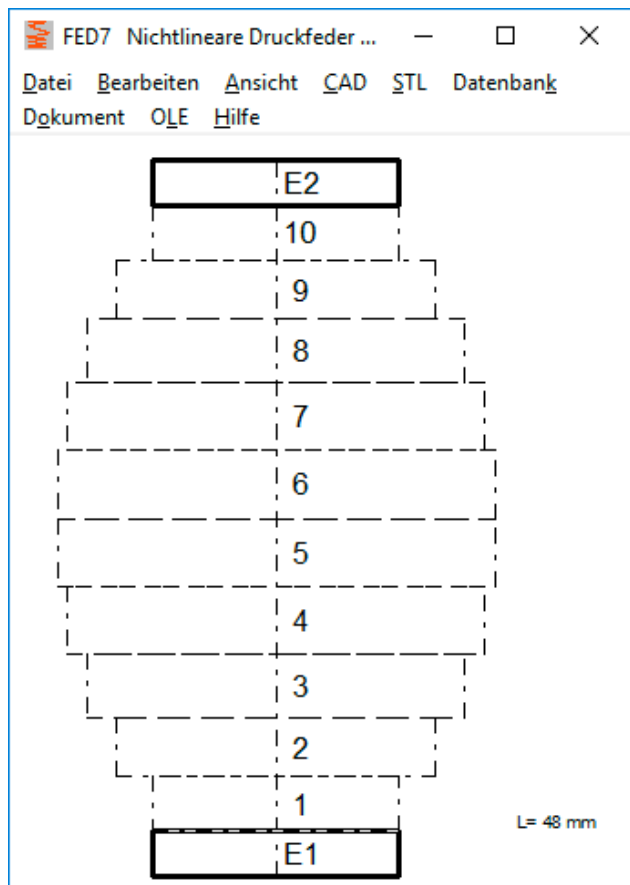 FED7 Nichtlineare Druckfeder ...
Datei Bearbeiten Ansicht CAD STL Datenbank
Dokument OLE Hilfe
E2
10
9
8
7
6
5
4
3
2
1
L= 48 mm
E1